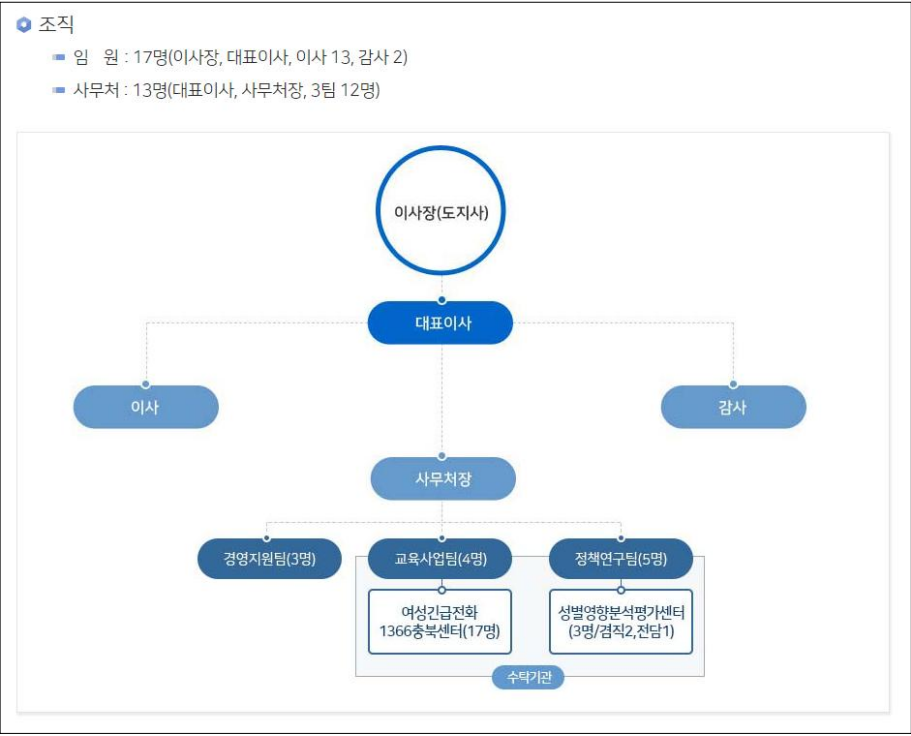 조직
임 원 : 17명(이사장, 대표이사, 이사 13, 감사 2)
사무처 : 13명(대표이사, 사무처장, 3팀 12명)
이사장(도지사)
대표이사
이사
감사
사무처장
경영지원팀(3명)
교육사업팀(4명)
정책연구팀(5명)
여성긴급전화
1366충북센터(17명)
성별영향분석평가센터
(3명/겸직2,전담1)
수탁기관